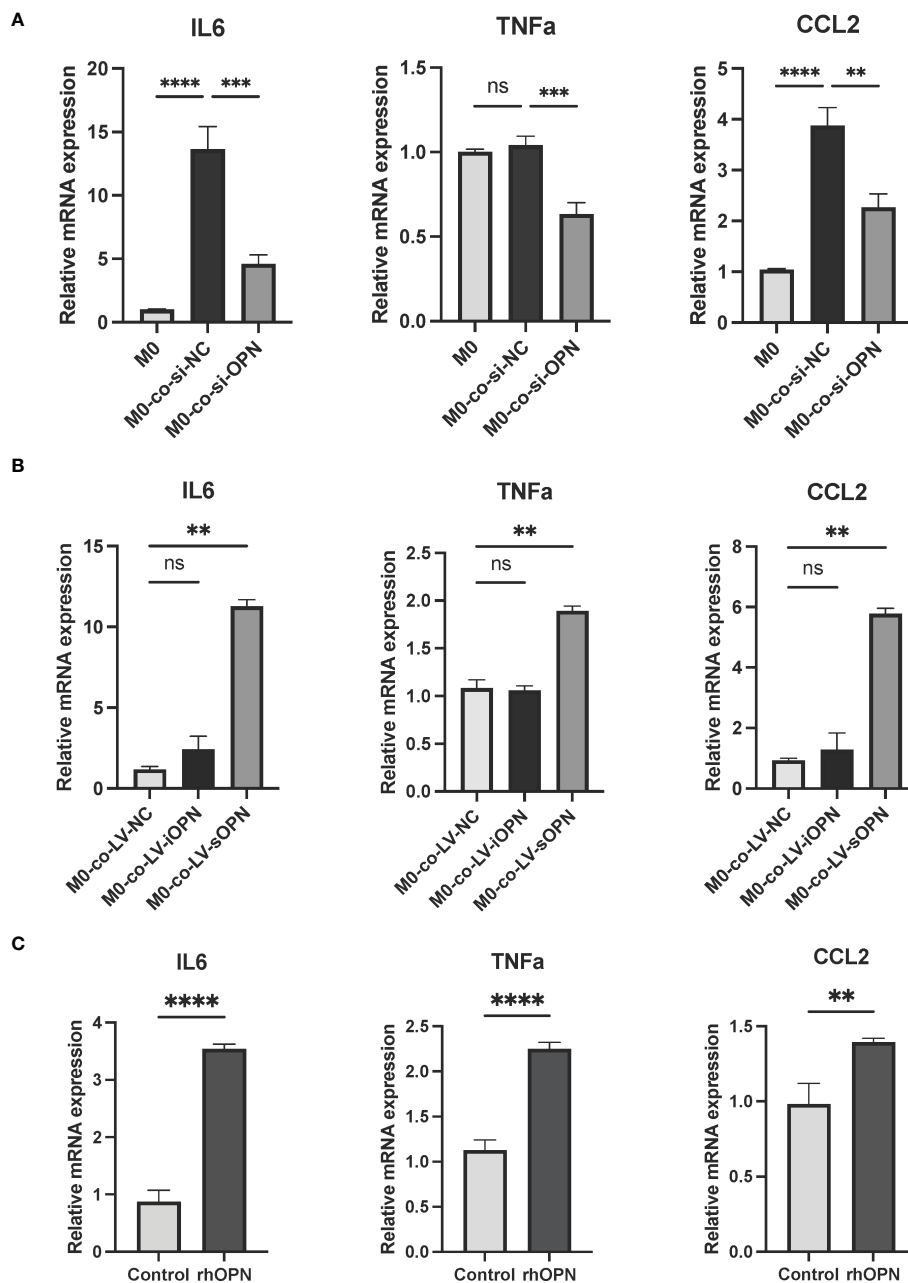 A
IL6
TNFa
CCL2
Relative mRNA expression
20
15
10
5
0
****
***
M0
M0-co-si-NC
M0-co-si-OPN
Relative mRNA expression
1.5
1.0
0.5
0.0
ns
***
M0
M0-co-si-NC
M0-co-si-OPN
Relative mRNA expression
5
4
3
2
1
0
****
**
M0
M0-co-si-NC
M0-co-si-OPN
B
IL6
TNFa
CCL2
Relative mRNA expression
15
10
5
0
**
ns
M0-co-LV-NC
M0-co-LV-iOPN
M0-co-LV-sOPN
Relative mRNA expression
2.5
2.0
1.5
1.0
0.5
0.0
**
ns
M0-co-LV-NC
M0-co-LV-iOPN
M0-co-LV-sOPN
Relative mRNA expression
8
6
4
2
0
**
ns
M0-co-LV-NC
M0-co-LV-iOPN
M0-co-LV-sOPN
C
IL6
TNFa
CCL2
Relative mRNA expression
4
3
2
1
0
****
Control rhOPN
Relative mRNA expression
2.5
2.0
1.5
1.0
0.5
0.0
****
Control rhOPN
Relative mRNA expression
1.5
1.0
0.5
0.0
**
Control rhOPN